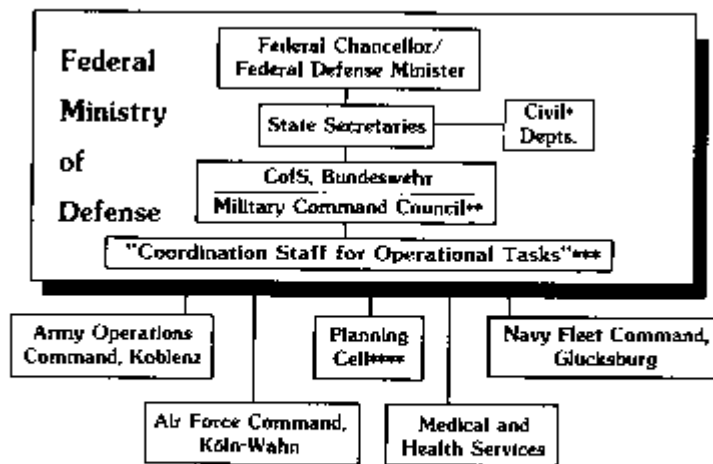 Federal
Ministry
of
Defense
Federal Chancellor/
Federal Defense Minister
State Secretaries
Civil*
Depts.
CofS, Bundeswehr
Military Command Council**
"Coordination Staff for Operational Tasks"***
Army Operations
Command, Koblenz
Planning
Cell****
Navy Fleet Command,
Glucksburg
Air Force Command,
Köln-Wahn
Medical and
Health Services